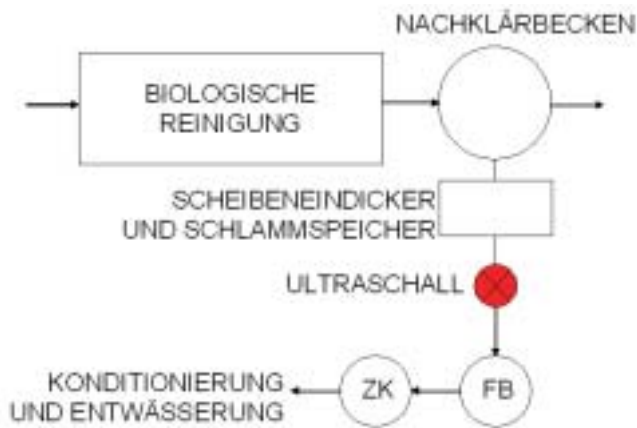 NACHKLÄRBECKEN
BIOLOGISCHE
REINIGUNG
SCHEIBENEINDICKER
UND SCHLAMMSPEICHER
ULTRASCHALL
KONDITIONIERUNG
UND ENTWÄSSERUNG
ZK
FB